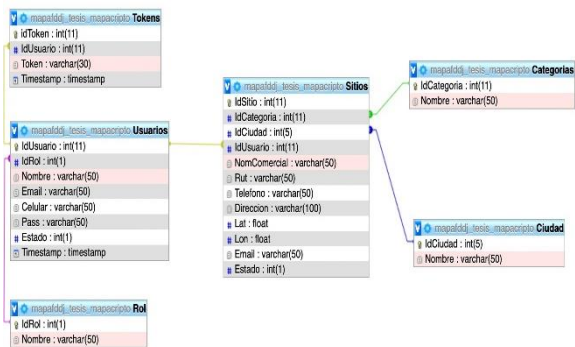 mapafddj_tesis_mapacripto Tokens
idToken : int(11)
IdUsuario : int(11)
Token : varchar(30)
Timestamp : timestamp
mapafddj_tesis_mapacripto Usuarios
IdUsuario : int(11)
IdRol : int(1)
Nombre : varchar(50)
Email : varchar(50)
Celular : varchar(50)
Pass : varchar(50)
Estado : int(1)
Timestamp : timestamp
mapafddj_tesis_mapacripto Rol
IdRol : int(1)
Nombre : varchar(50)
mapafddj_tesis_mapacripto Sitios
IdSitio : int(11)
IdCategoria : int(11)
IdCiudad : int(5)
IdUsuario : int(11)
NomComercial : varchar(50)
Rut : varchar(50)
Telefono : varchar(50)
Direccion : varchar(100)
Lat : float
Lon : float
Email : varchar(50)
Estado : int(1)
mapafddj_tesis_mapacripto Categorias
IdCategoria : int(11)
Nombre : varchar(50)
mapafddj_tesis_mapacripto Ciudad
IdCiudad : int(5)
Nombre : varchar(50)